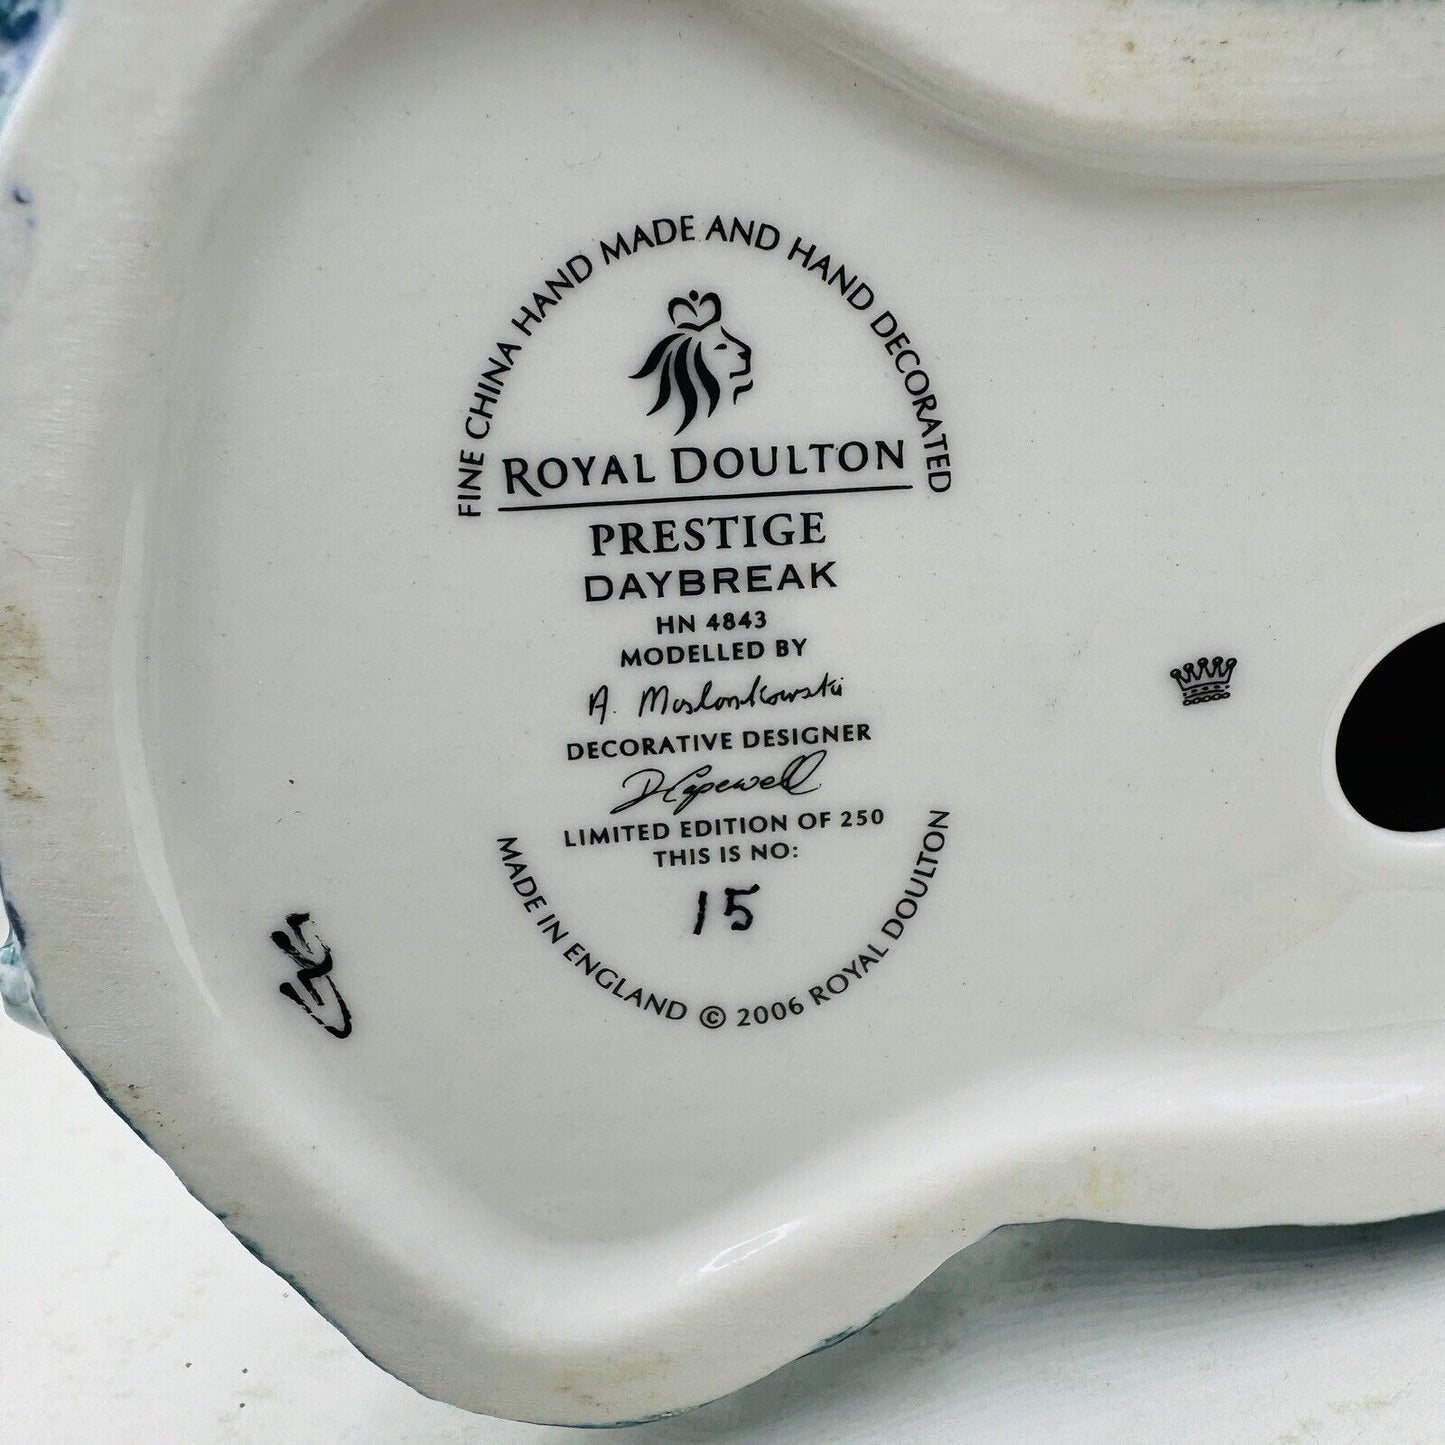 FINE CHINA HAND MADE AND HAND DECORATED
ROYAL DOULTON
PRESTIGE
DAYBREAK
HN 4843
MODELLED BY
A. Maslankowski
DECORATIVE DESIGNER
D Capewell
LIMITED EDITION OF 250
THIS IS NO:
15
MADE IN ENGLAND © 2006 ROYAL DOULTON